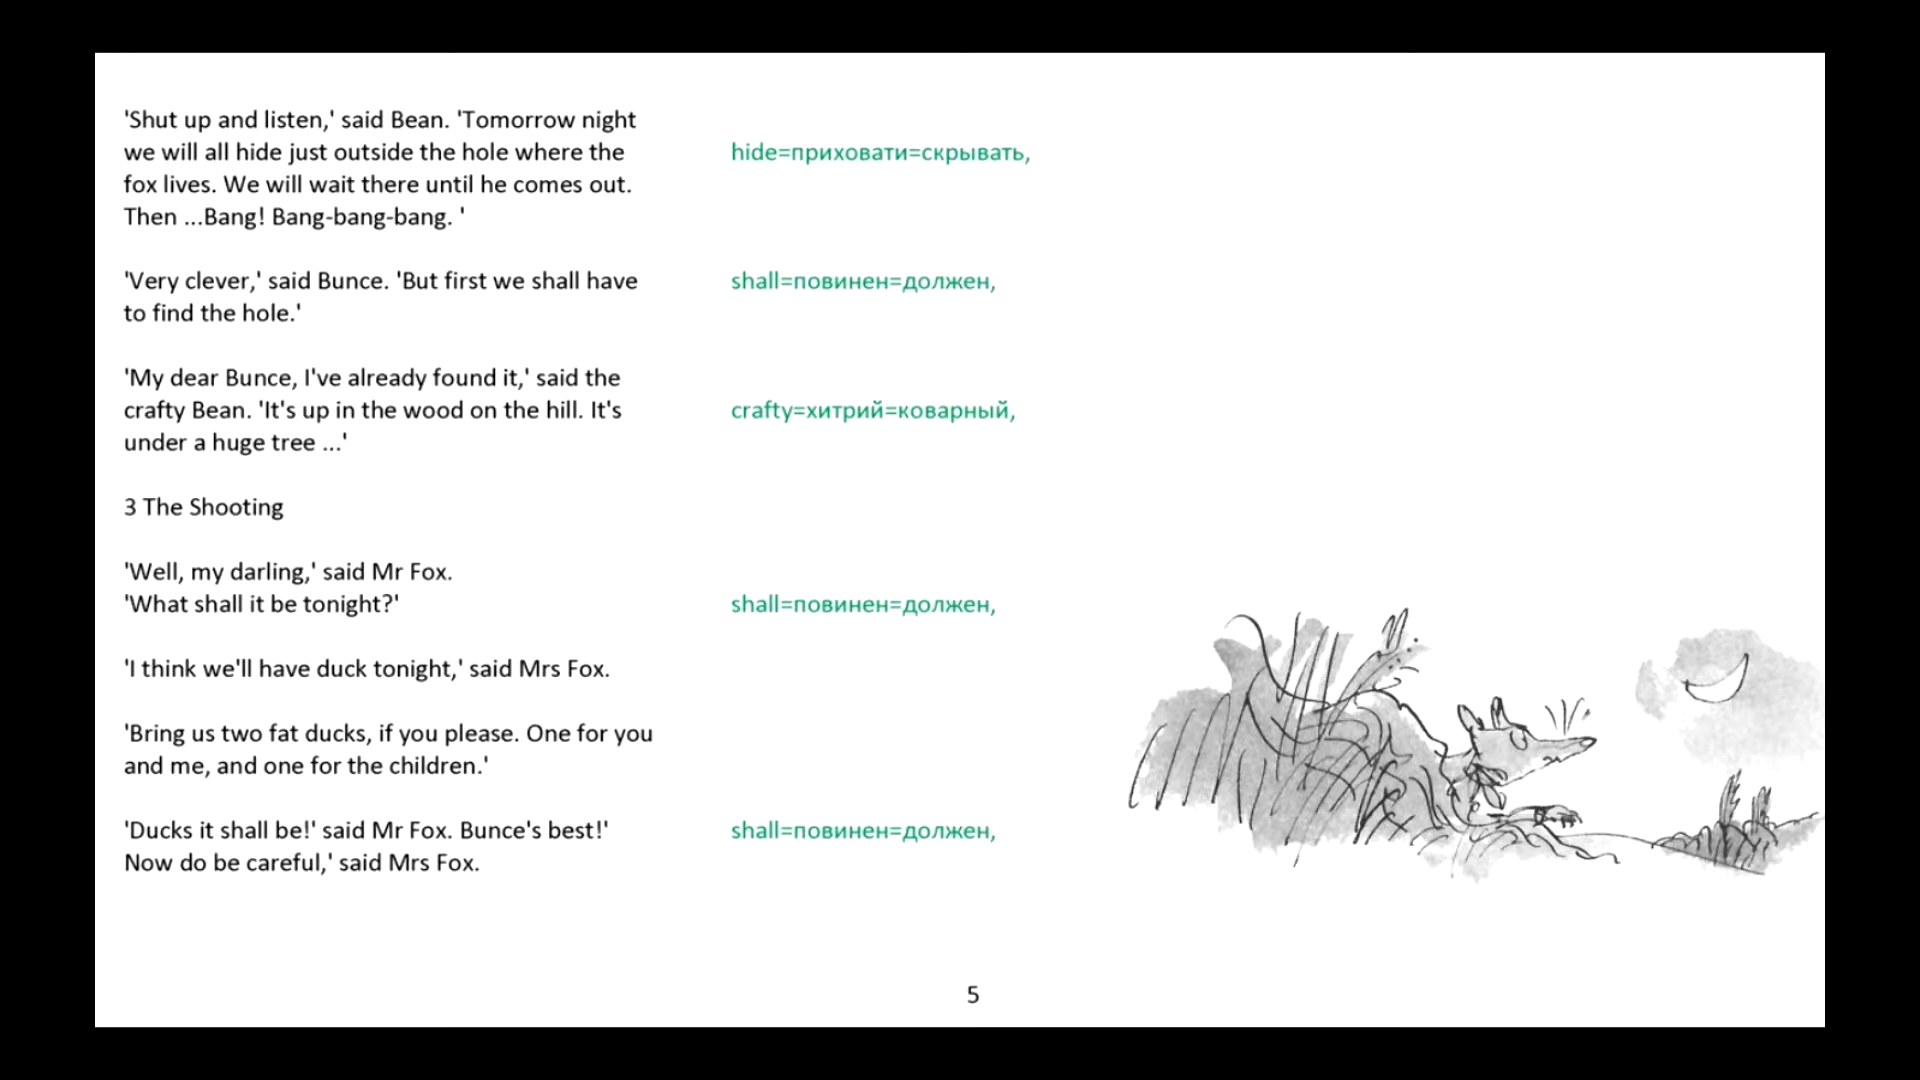 'Shut up and listen,' said Bean. 'Tomorrow night
we will all hide just outside the hole where the
hide=приховати=скрывать,
fox lives. We will wait there until he comes out.
Then ...Bang! Bang-bang-bang. '
'Very clever,' said Bunce. 'But first we shall have
shall=повинен=должен,
to find the hole.'
'My dear Bunce, I've already found it,' said the
crafty Bean. 'It's up in the wood on the hill. It's
crafty=хитрий=коварный,
under a huge tree ...'
3 The Shooting
'Well, my darling,' said Mr Fox.
'What shall it be tonight?'
shall=повинен=должен,
'I think we'll have duck tonight,' said Mrs Fox.
'Bring us two fat ducks, if you please. One for you
and me, and one for the children.'
'Ducks it shall be!' said Mr Fox. Bunce's best!'
shall=повинен=должен,
Now do be careful,' said Mrs Fox.
5